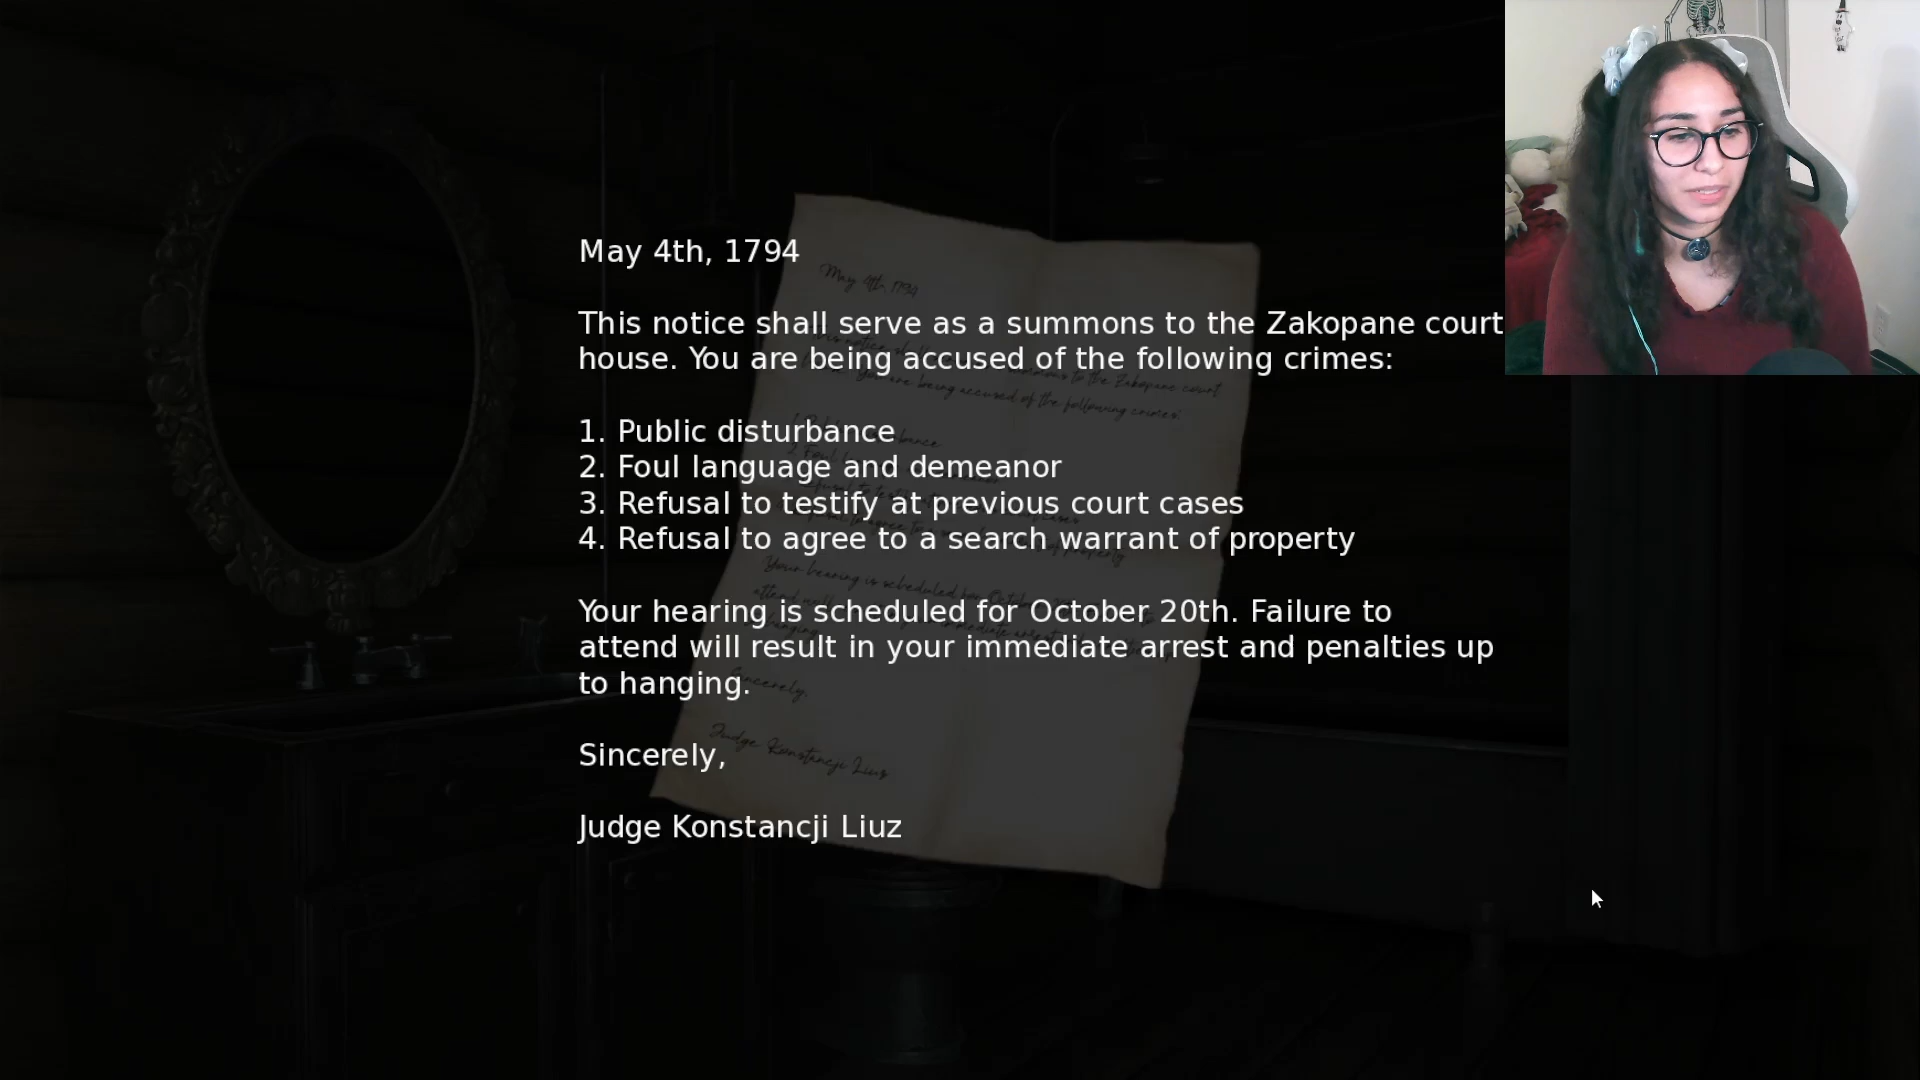 May 4th, 1794
This notice shall serve as a summons to the Zakopane court
house. You are being accused of the following crimes:
1. Public disturbance
2. Foul language and demeanor
3. Refusal to testify at previous court cases
4. Refusal to agree to a search warrant of property
Your hearing is scheduled for October 20th. Failure to
attend will result in your immediate arrest and penalties up
to hanging.
Sincerely,
Judge Konstancji Liuz